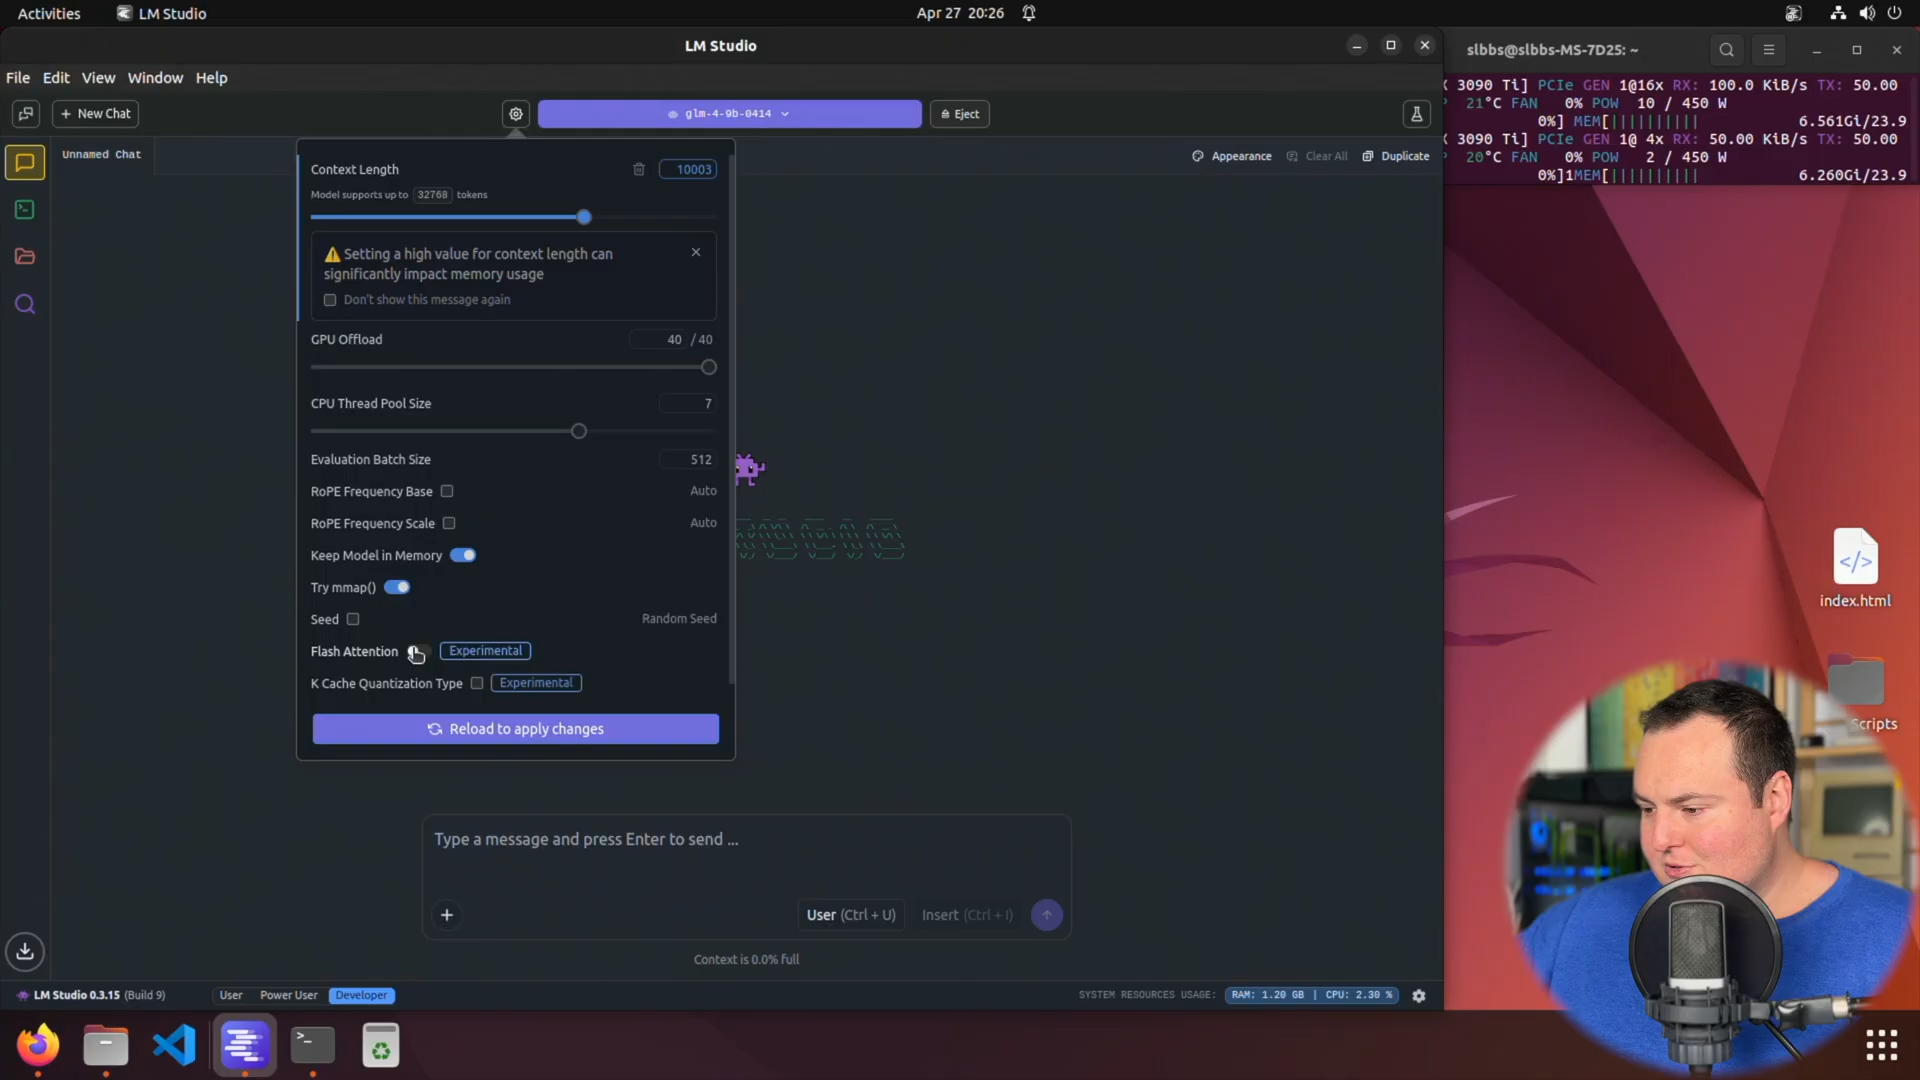 Activities
LM Studio
Apr 27 20:26
LM Studio
File Edit View Window Help
+ New Chat
glm-4-9b-0414
Eject
Unnamed Chat
Appearance
Clear All
Duplicate
Context Length
10003
Model supports up to 32768 tokens
⚠ Setting a high value for context length can
significantly impact memory usage
Don't show this message again
GPU Offload
40 / 40
CPU Thread Pool Size
7
Evaluation Batch Size
512
RoPE Frequency Base
Auto
RoPE Frequency Scale
Auto
Keep Model in Memory
Try mmap()
Seed
Random Seed
Flash Attention
Experimental
K Cache Quantization Type
Experimental
Reload to apply changes
Type a message and press Enter to send ...
+
User (Ctrl + U)
Insert (Ctrl + I)
Context is 0.0% full
LM Studio 0.3.15 (Build 9)
User
Power User
Developer
SYSTEM RESOURCES USAGE:
RAM: 1.20 GB | CPU: 2.30 %
slbbs@slbbs-MS-7D25: ~
X 3090 Ti] PCIe GEN 1@16x RX: 100.0 KiB/s TX: 50.00
21°C FAN 0% POW 10 / 450 W
0%] MEM[|||||||||| 6.561Gi/23.9
X 3090 Ti] PCIe GEN 1@ 4x RX: 50.00 KiB/s TX: 50.00
20°C FAN 0% POW 2 / 450 W
0%]1MEM[|||||||||| 6.260Gi/23.9
</> index.html
Scripts